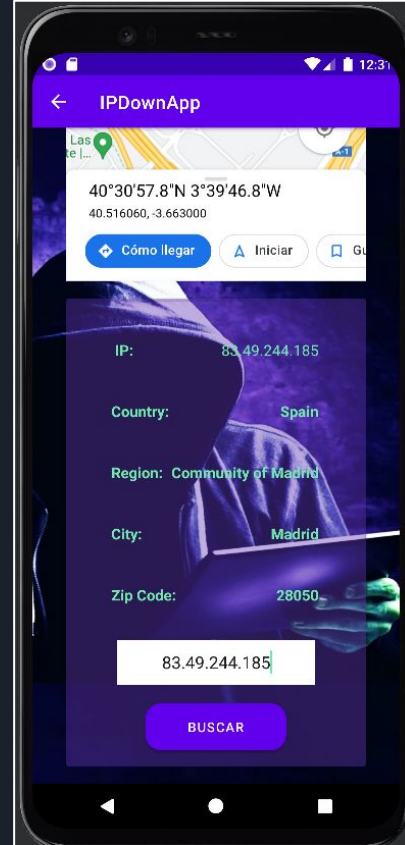 12:31
IPDownApp
Las
te |...
A-1
40°30'57.8"N 3°39'46.8"W
40.516060, -3.663000
Cómo llegar
Iniciar
Gu
IP: 83.49.244.185
Country: Spain
Region: Community of Madrid
City: Madrid
Zip Code: 28050
83.49.244.185
BUSCAR